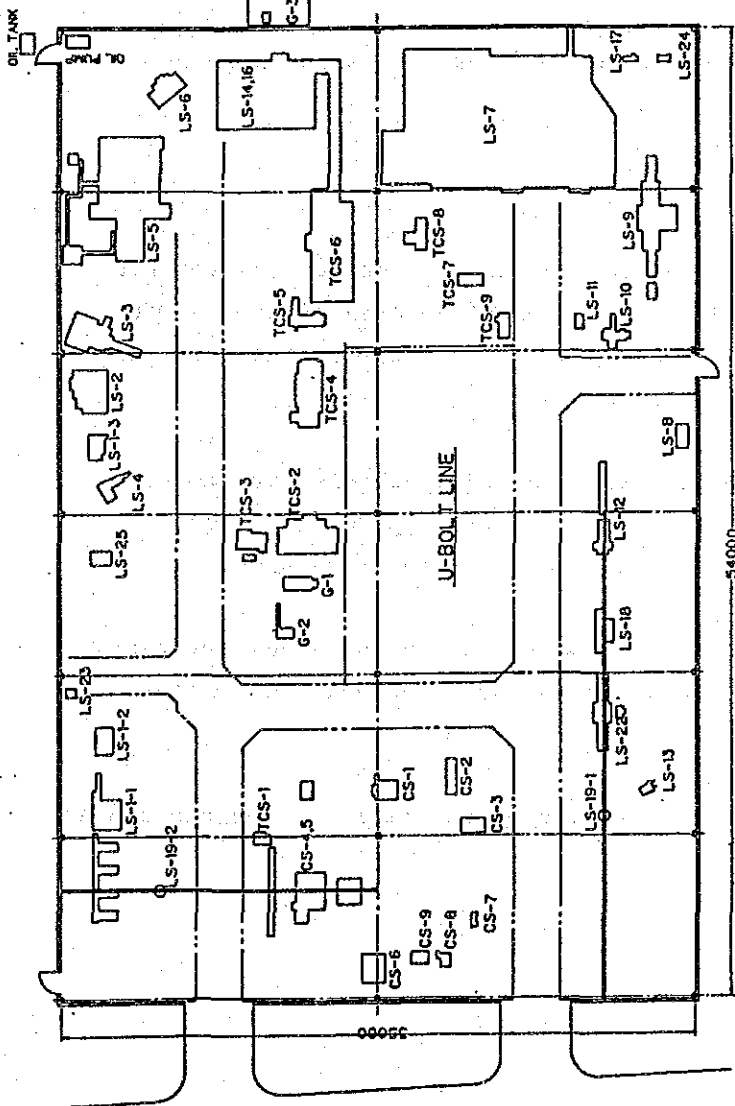 OIL TANK
OIL PUMP
G-3
LS-6
LS-14,16
LS-17
LS-24
LS-7
LS-5
TCS-6
TCS-8
LS-9
TCS-7
TCS-5
TCS-9
LS-11
LS-10
LS-3
LS-2
TCS-4
LS-1-3
LS-4
LS-8
TCS-3
TCS-2
U-BOLT LINE
LS-12
LS-25
G-1
G-2
LS-18
LS-23
LS-1-2
LS-22
LS-1-1
TCS-1
CS-1
CS-2
LS-13
LS-19-2
CS-4,5
CS-3
LS-19-1
CS-7
CS-9
CS-8
CS-6
54000